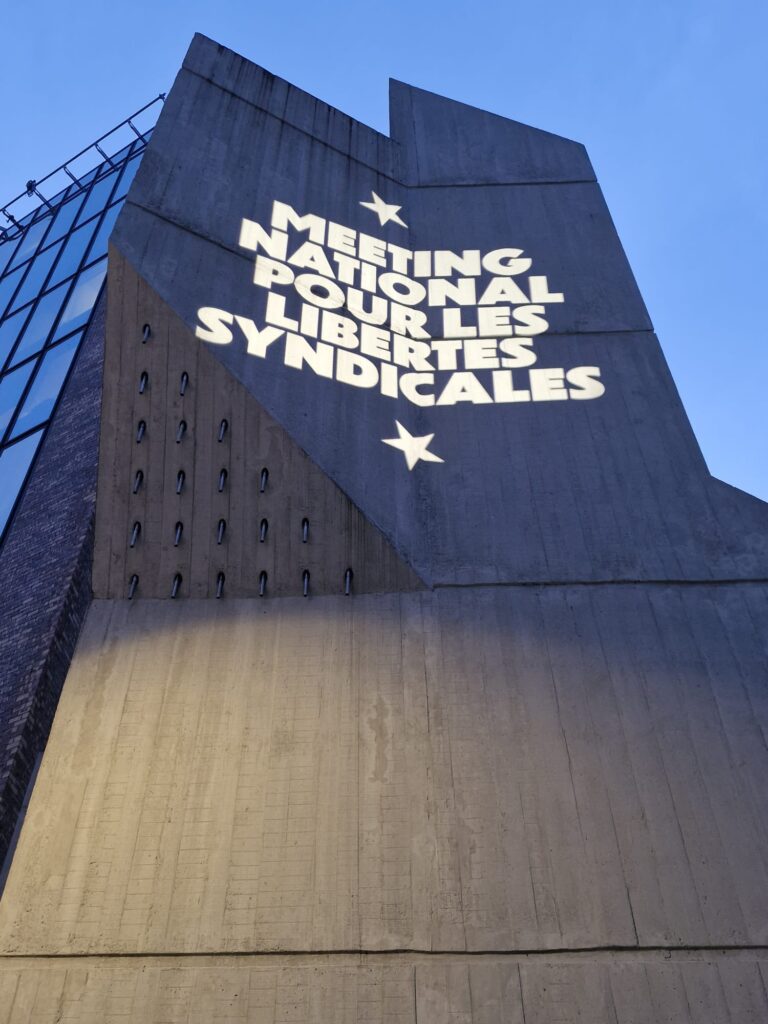 MEETING
NATIONAL
POUR LES
LIBERTES
SYNDICALES